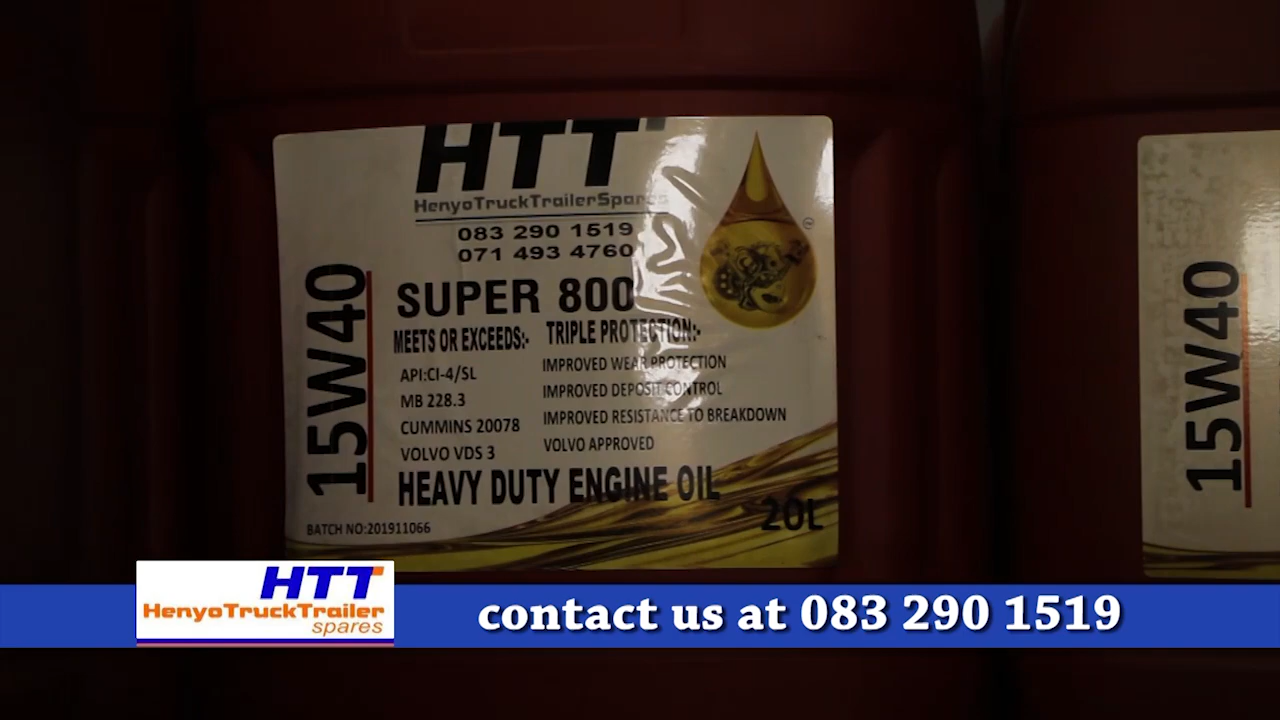 HTT
HenyoTruckTrailerSpares
083 290 1519
071 493 4760
15W40
SUPER 800
MEETS OR EXCEEDS:-
API:CI-4/SL
MB 228.3
CUMMINS 20078
VOLVO VDS 3
TRIPLE PROTECTION:-
IMPROVED WEAR PROTECTION
IMPROVED DEPOSIT CONTROL
IMPROVED RESISTANCE TO BREAKDOWN
VOLVO APPROVED
HEAVY DUTY ENGINE OIL
20L
BATCH NO:201911066
15W40
HTT
HenyoTruckTrailer
spares
contact us at 083 290 1519